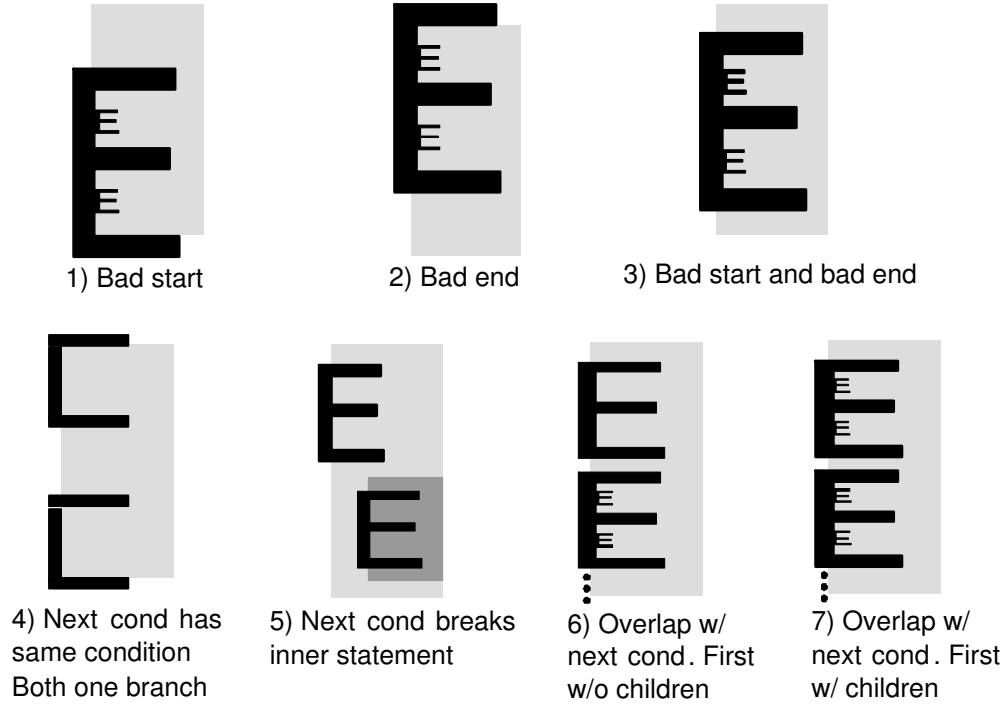 1) Bad start
2) Bad end
3) Bad start and bad end
4) Next cond has
same condition
Both one branch
5) Next cond breaks
inner statement
6) Overlap w/
next cond. First
w/o children
7) Overlap w/
next cond. First
w/ children